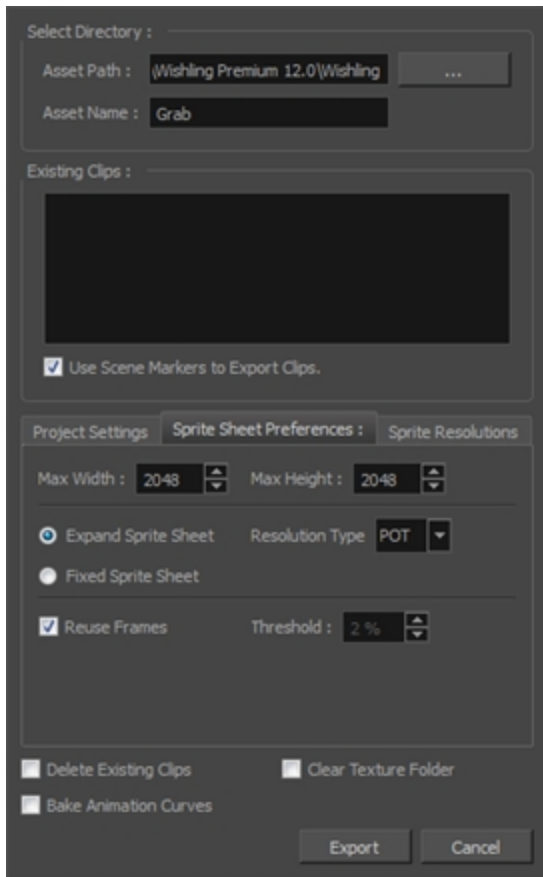 Select Directory :
Asset Path : \Wishling Premium 12.0\Wishling ...
Asset Name : Grab
Existing Clips :
Use Scene Markers to Export Clips.
Project Settings Sprite Sheet Preferences : Sprite Resolutions
Max Width : 2048 Max Height : 2048
Expand Sprite Sheet Resolution Type POT
Fixed Sprite Sheet
Reuse Frames Threshold : 2 %
Delete Existing Clips Clear Texture Folder
Bake Animation Curves
Export Cancel